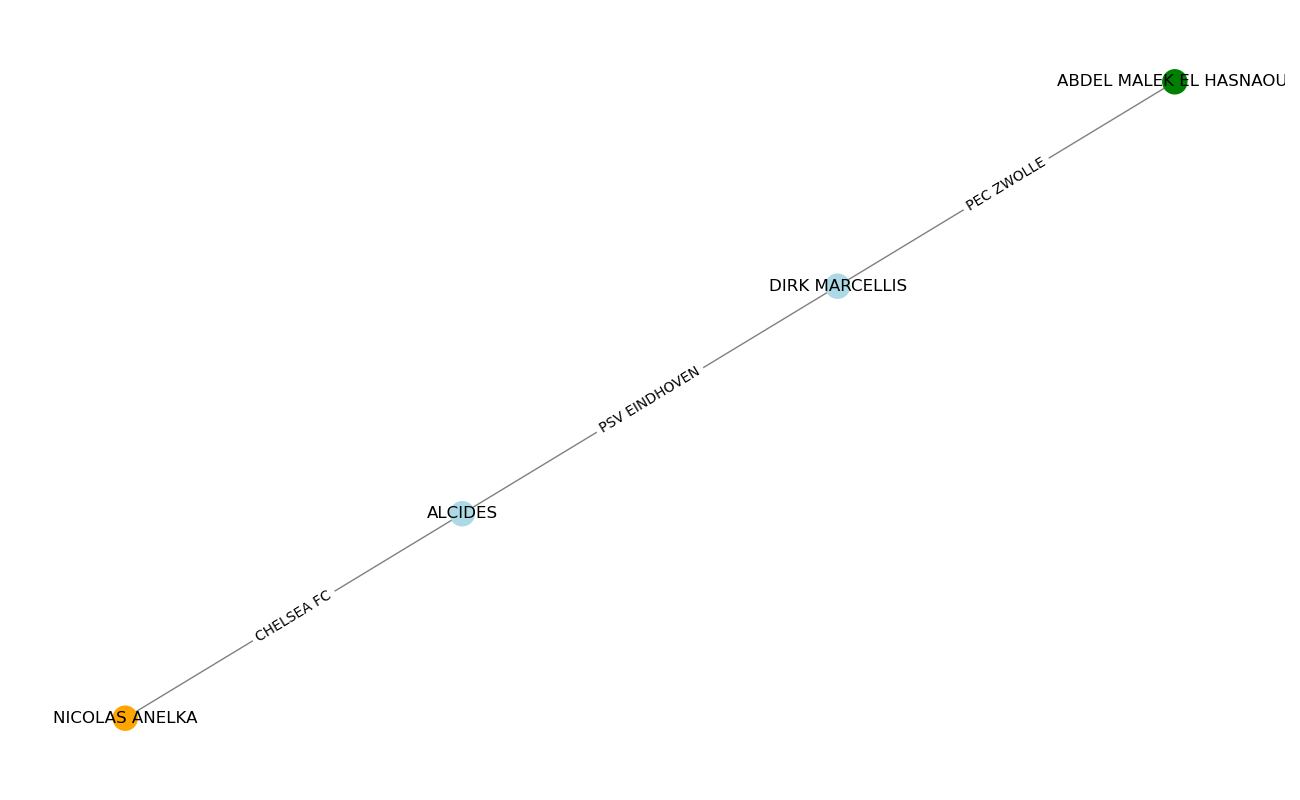 ABDEL MALEK EL HASNAOU
PEC ZWOLLE
DIRK MARCELLIS
PSV EINDHOVEN
ALCIDES
CHELSEA FC
NICOLAS ANELKA